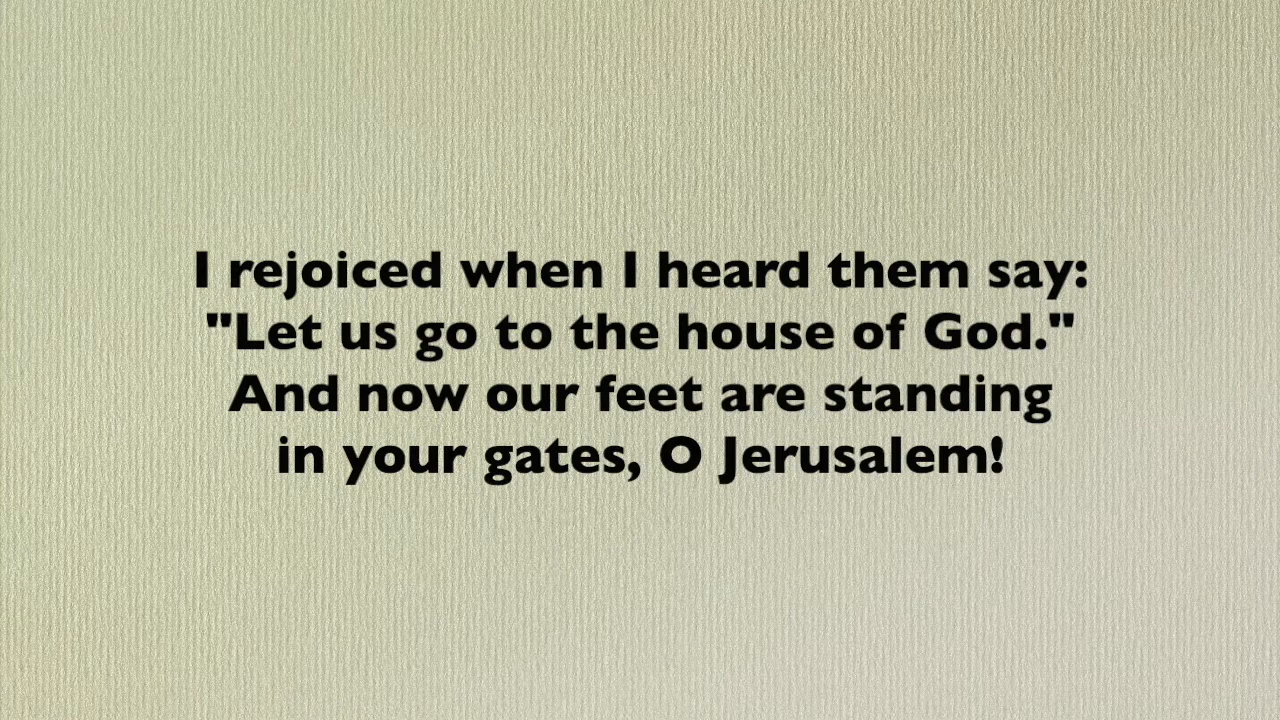 I rejoiced when I heard them say:
"Let us go to the house of God."
And now our feet are standing
in your gates, O Jerusalem!